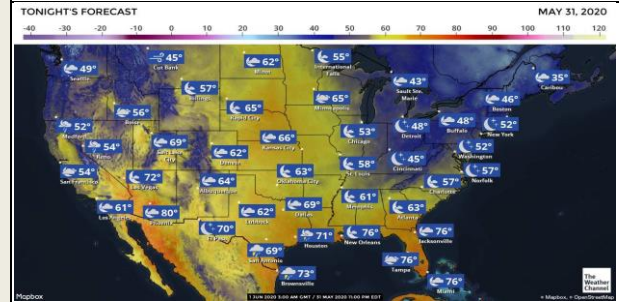 TONIGHT'S FORECAST MAY 31, 2020
-40 -30 -20 -10 0 10 20 30 40 50 60 70 80 90 100 110 120
45°
Cut Bank
62°
Minot
55°
International Falls
49°
Seattle
57°
Billings
43°
Sault Ste. Marie
35°
Caribou
65°
Rapid City
65°
Minneapolis
46°
Boston
56°
Boise
52°
Medford
48°
Detroit
48°
Buffalo
52°
New York
53°
Chicago
54°
Reno
69°
Salt Lake City
66°
Kansas City
62°
Denver
52°
Washington
45°
Cincinnati
58°
St. Louis
54°
San Francisco
72°
Las Vegas
63°
Oklahoma City
57°
Norfolk
57°
Charlotte
64°
Albuquerque
61°
Los Angeles
80°
Phoenix
62°
Lubbock
69°
Dallas
61°
Memphis
63°
Atlanta
70°
El Paso
71°
Houston
76°
New Orleans
76°
Jacksonville
69°
San Antonio
73°
Brownsville
76°
Tampa
76°
Miami
The
Weather
Channel
Mapbox 1 JUN 2020 3:00 AM GMT / 31 MAY 2020 11:00 PM EDT © Mapbox, © OpenStreetMap